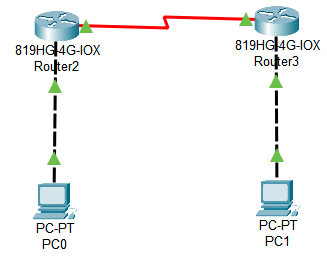 819HG-4G-IOX
Router2
819HG-4G-IOX
Router3
PC-PT
PC0
PC-PT
PC1